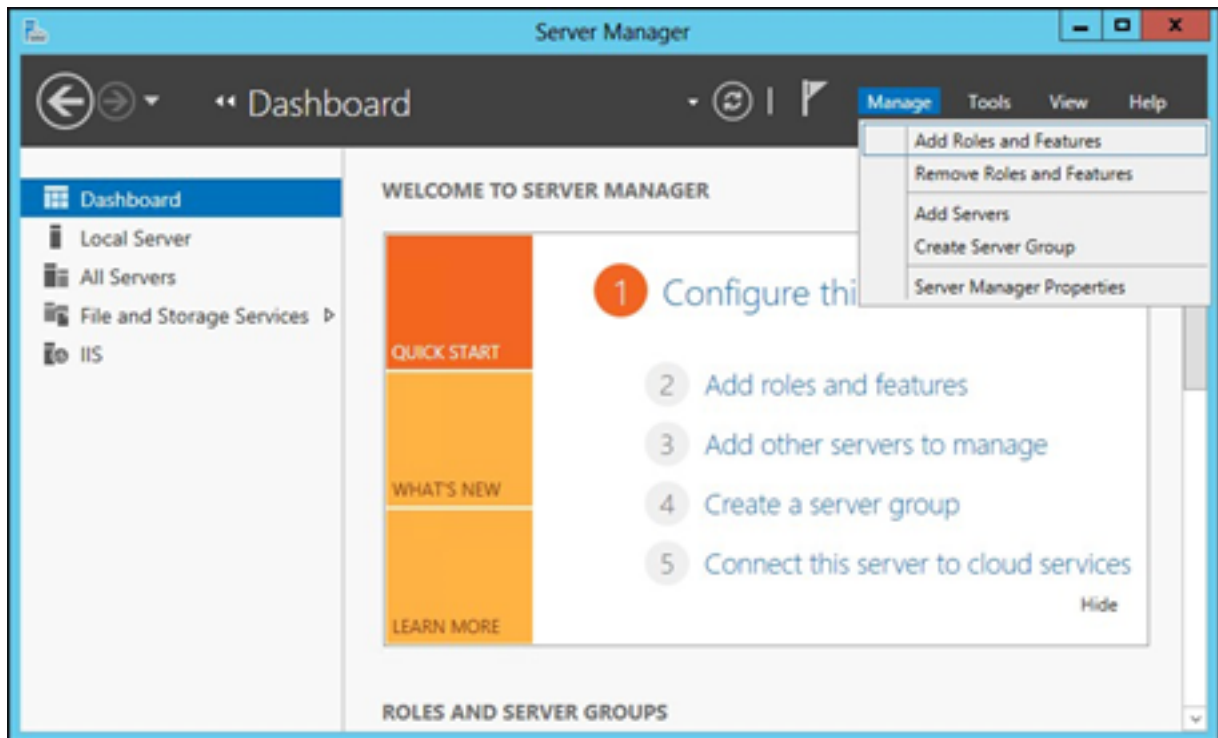 Server Manager
Dashboard
Manage Tools View Help
Add Roles and Features
Remove Roles and Features
Add Servers
Create Server Group
Server Manager Properties
Dashboard
Local Server
All Servers
File and Storage Services
IIS
WELCOME TO SERVER MANAGER
QUICK START
WHAT'S NEW
LEARN MORE
1 Configure thi
2 Add roles and features
3 Add other servers to manage
4 Create a server group
5 Connect this server to cloud services
Hide
ROLES AND SERVER GROUPS